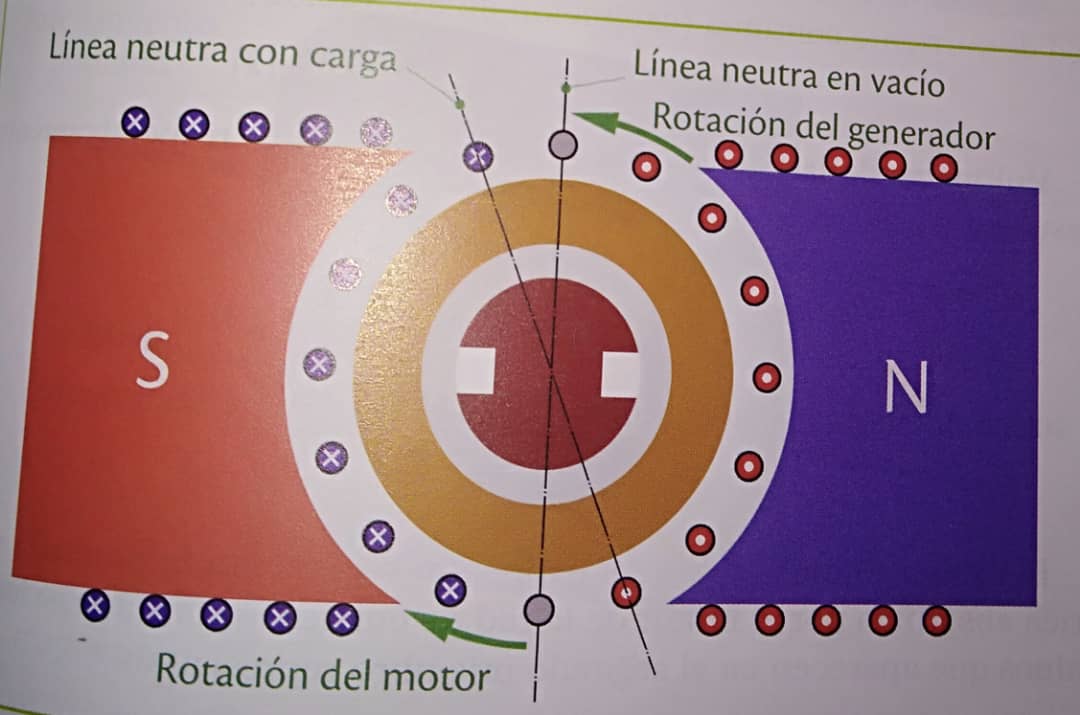 Línea neutra con carga
Línea neutra en vacío
Rotación del generador
S
N
Rotación del motor